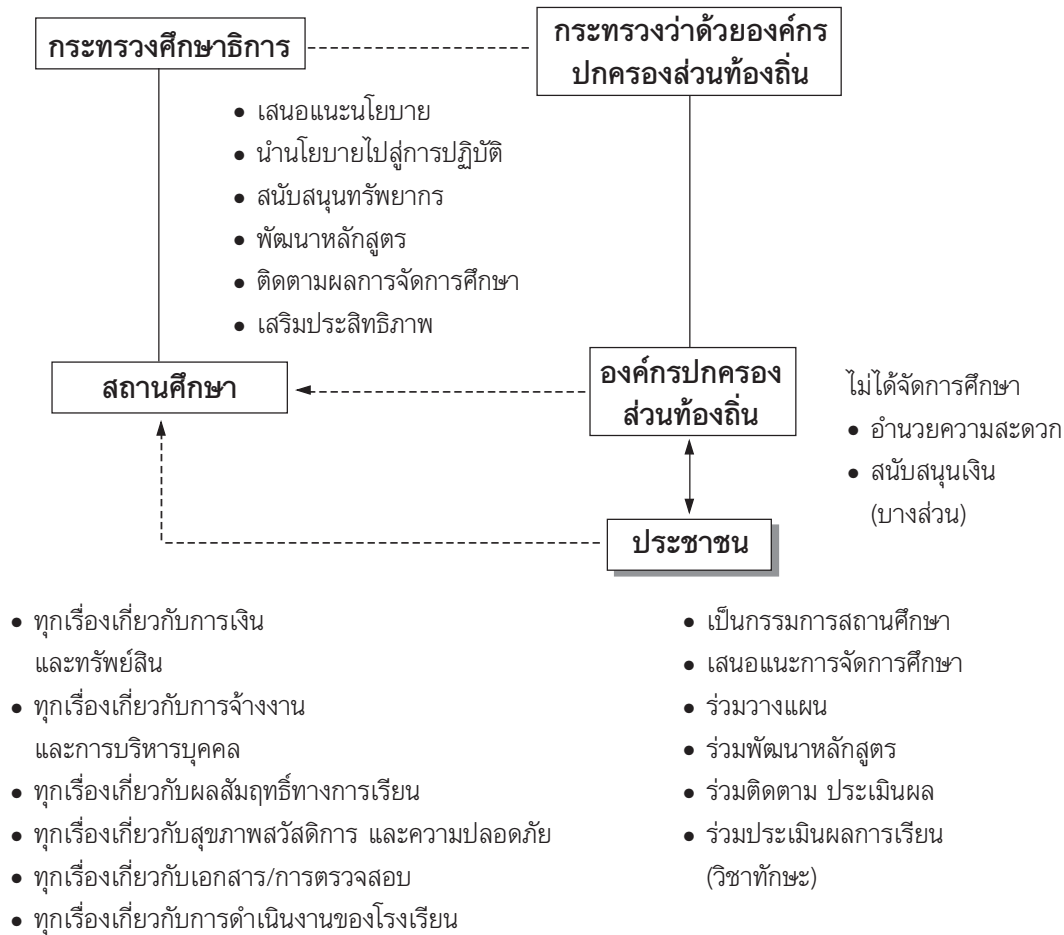 กระทรวงศึกษาธิการ
กระทรวงว่าด้วยองค์กร
ปกครองส่วนท้องถิ่น
• เสนอแนะนโยบาย
• นำนโยบายไปสู่การปฏิบัติ
• สนับสนุนทรัพยากร
• พัฒนาหลักสูตร
• ติดตามผลการจัดการศึกษา
• เสริมประสิทธิภาพ
สถานศึกษา
องค์กรปกครอง
ส่วนท้องถิ่น
ไม่ได้จัดการศึกษา
• อำนวยความสะดวก
• สนับสนุนเงิน
(บางส่วน)
ประชาชน
• ทุกเรื่องเกี่ยวกับการเงิน
และทรัพย์สิน
• ทุกเรื่องเกี่ยวกับการจ้างงาน
และการบริหารบุคคล
• ทุกเรื่องเกี่ยวกับผลสัมฤทธิ์ทางการเรียน
• ทุกเรื่องเกี่ยวกับสุขภาพสวัสดิการ และความปลอดภัย
• ทุกเรื่องเกี่ยวกับเอกสาร/การตรวจสอบ
• ทุกเรื่องเกี่ยวกับการดำเนินงานของโรงเรียน
• เป็นกรรมการสถานศึกษา
• เสนอแนะการจัดการศึกษา
• ร่วมวางแผน
• ร่วมพัฒนาหลักสูตร
• ร่วมติดตาม ประเมินผล
• ร่วมประเมินผลการเรียน
(วิชาทักษะ)